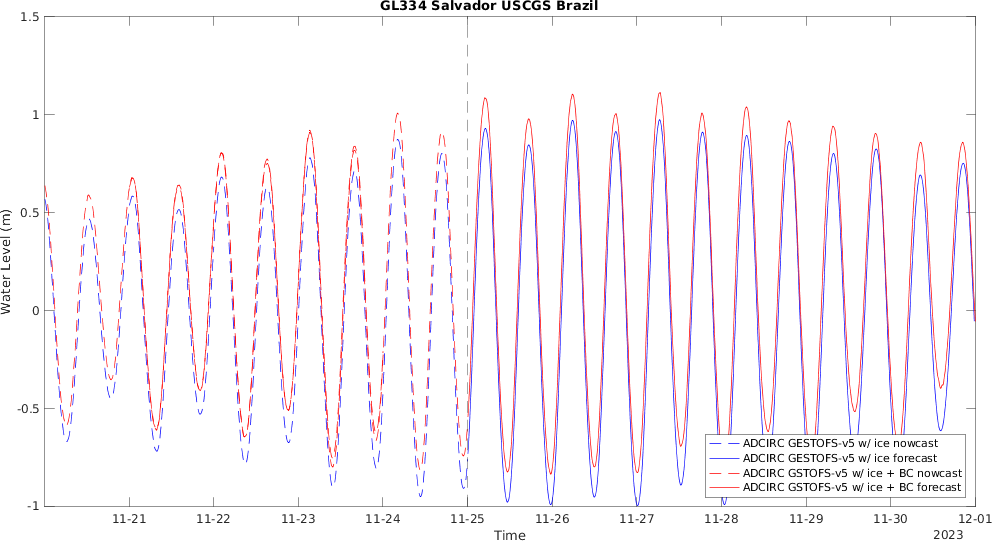 GL334 Salvador USCGS Brazil
1.5
1
0.5
0
-0.5
-1
Water Level (m)
ADCIRC GESTOFS-v5 w/ ice nowcast
ADCIRC GESTOFS-v5 w/ ice forecast
ADCIRC GSTOFS-v5 w/ ice + BC nowcast
ADCIRC GSTOFS-v5 w/ ice + BC forecast
11-21 11-22 11-23 11-24 11-25 11-26 11-27 11-28 11-29 11-30 12-01
Time
2023